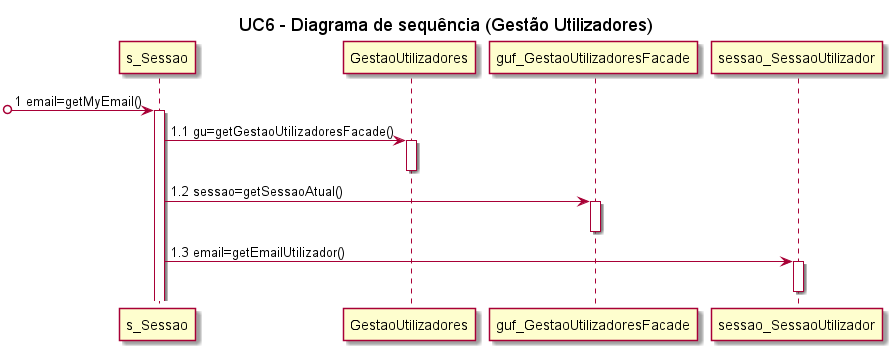 UC6 - Diagrama de sequência (Gestão Utilizadores)
s_Sessao
GestaoUtilizadores
guf_GestaoUtilizadoresFacade
sessao_SessaoUtilizador
1 email=getMyEmail()
1.1 gu=getGestaoUtilizadoresFacade()
1.2 sessao=getSessaoAtual()
1.3 email=getEmailUtilizador()
s_Sessao
GestaoUtilizadores
guf_GestaoUtilizadoresFacade
sessao_SessaoUtilizador